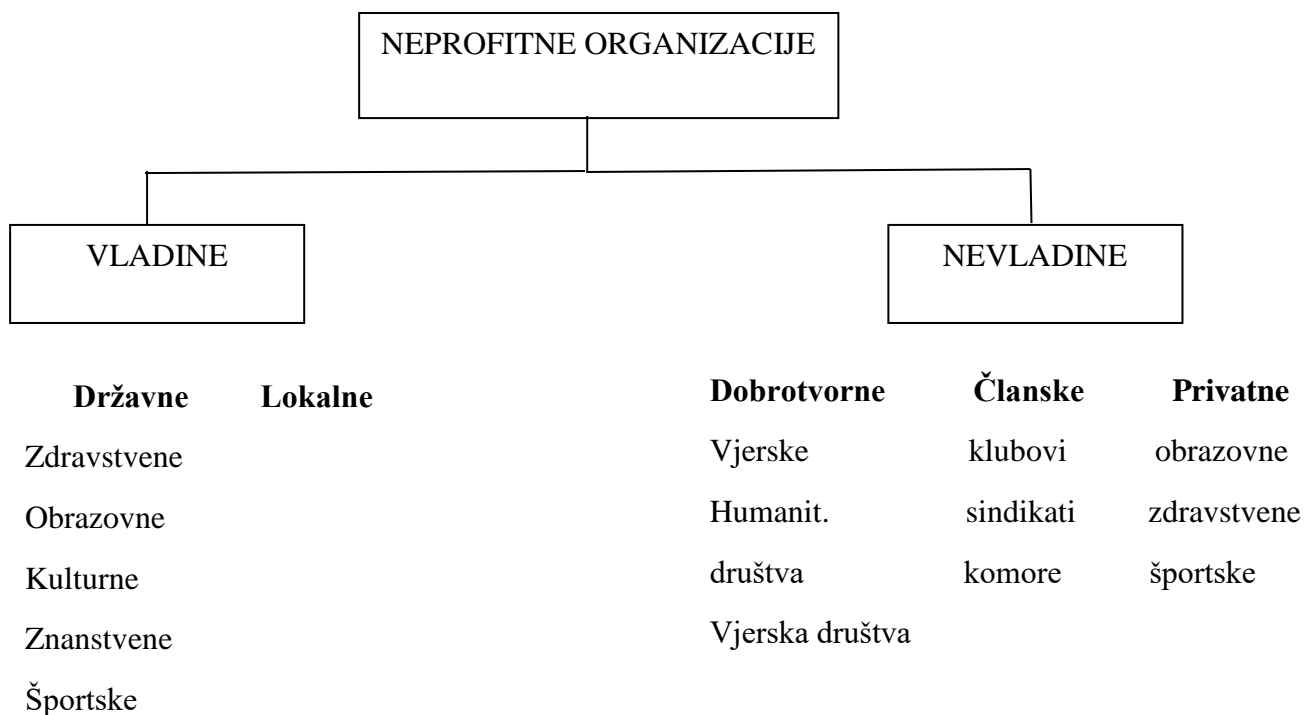 NEPROFITNE ORGANIZACIJE
VLADINE
NEVLADINE
Državne Lokalne
Zdravstvene
Obrazovne
Kulturne
Znanstvene
Športske
Dobrotvorne Članske Privatne
Vjerske klubovi obrazovne
Humanit. sindikati zdravstvene
društva komore športske
Vjerska društva